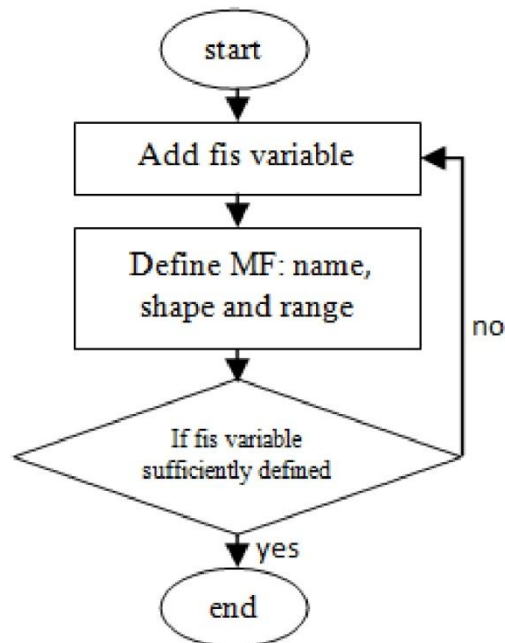 start
Add fis variable
Define MF: name,
shape and range
no
If fis variable
sufficiently defined
yes
end